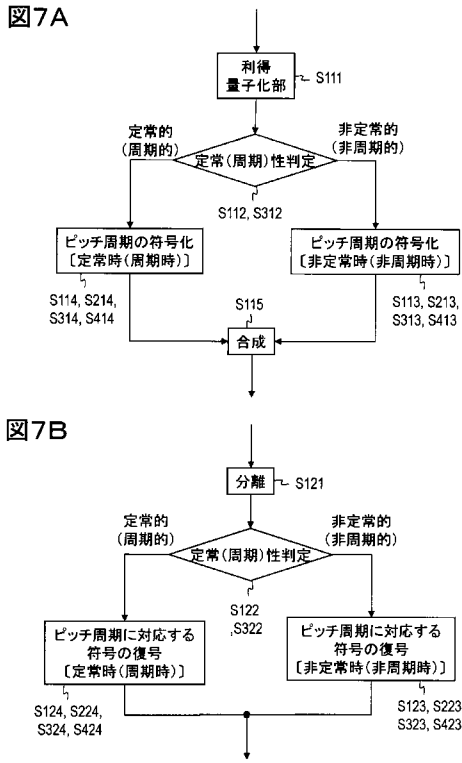 図7A
利得
量子化部
S111
定常的
(周期的)
非定常的
(非周期的)
定常(周期)性判定
S112, S312
ピッチ周期の符号化
〔定常時(周期時)〕
ピッチ周期の符号化
〔非定常時(非周期時)〕
S114, S214,
S314, S414
S113, S213,
S313, S413
S115
合成
図7B
分離
S121
定常的
(周期的)
非定常的
(非周期的)
定常(周期)性判定
S122
,S322
ピッチ周期に対応する
符号の復号
〔定常時(周期時)〕
ピッチ周期に対応する
符号の復号
〔非定常時(非周期時)〕
S124, S224,
S324, S424
S123, S223
S323, S423